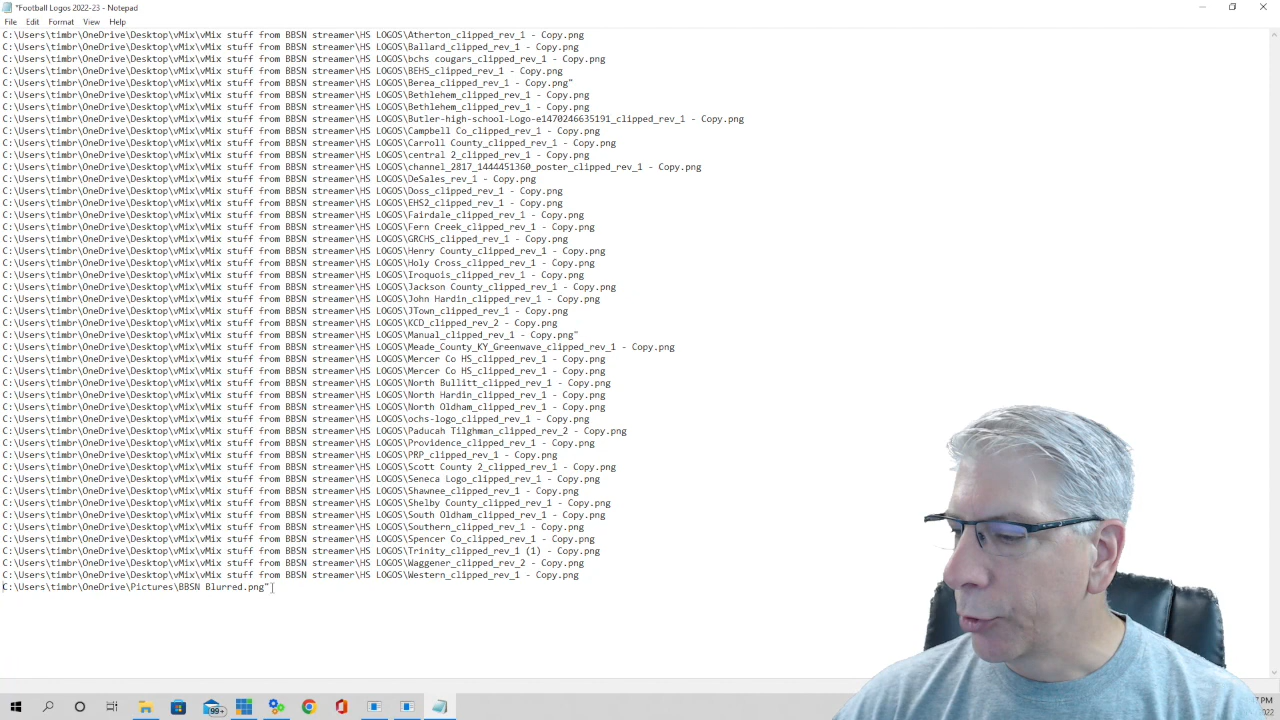 *Football Logos 2022-23 - Notepad
File Edit Format View Help
C:\Users\timbr\OneDrive\Desktop\vMix\vMix stuff from BBSN streamer\HS LOGOS\Atherton_clipped_rev_1 - Copy.png
C:\Users\timbr\OneDrive\Desktop\vMix\vMix stuff from BBSN streamer\HS LOGOS\Ballard_clipped_rev_1 - Copy.png
C:\Users\timbr\OneDrive\Desktop\vMix\vMix stuff from BBSN streamer\HS LOGOS\bchs cougars_clipped_rev_1 - Copy.png
C:\Users\timbr\OneDrive\Desktop\vMix\vMix stuff from BBSN streamer\HS LOGOS\BEHS_clipped_rev_1 - Copy.png
C:\Users\timbr\OneDrive\Desktop\vMix\vMix stuff from BBSN streamer\HS LOGOS\Berea_clipped_rev_1 - Copy.png"
C:\Users\timbr\OneDrive\Desktop\vMix\vMix stuff from BBSN streamer\HS LOGOS\Bethlehem_clipped_rev_1 - Copy.png
C:\Users\timbr\OneDrive\Desktop\vMix\vMix stuff from BBSN streamer\HS LOGOS\Bethlehem_clipped_rev_1 - Copy.png
C:\Users\timbr\OneDrive\Desktop\vMix\vMix stuff from BBSN streamer\HS LOGOS\Butler-high-school-Logo-e1470246635191_clipped_rev_1 - Copy.png
C:\Users\timbr\OneDrive\Desktop\vMix\vMix stuff from BBSN streamer\HS LOGOS\Campbell Co_clipped_rev_1 - Copy.png
C:\Users\timbr\OneDrive\Desktop\vMix\vMix stuff from BBSN streamer\HS LOGOS\Carroll County_clipped_rev_1 - Copy.png
C:\Users\timbr\OneDrive\Desktop\vMix\vMix stuff from BBSN streamer\HS LOGOS\central 2_clipped_rev_1 - Copy.png
C:\Users\timbr\OneDrive\Desktop\vMix\vMix stuff from BBSN streamer\HS LOGOS\channel_2817_1444451360_poster_clipped_rev_1 - Copy.png
C:\Users\timbr\OneDrive\Desktop\vMix\vMix stuff from BBSN streamer\HS LOGOS\DeSales_rev_1 - Copy.png
C:\Users\timbr\OneDrive\Desktop\vMix\vMix stuff from BBSN streamer\HS LOGOS\Doss_clipped_rev_1 - Copy.png
C:\Users\timbr\OneDrive\Desktop\vMix\vMix stuff from BBSN streamer\HS LOGOS\EHS2_clipped_rev_1 - Copy.png
C:\Users\timbr\OneDrive\Desktop\vMix\vMix stuff from BBSN streamer\HS LOGOS\Fairdale_clipped_rev_1 - Copy.png
C:\Users\timbr\OneDrive\Desktop\vMix\vMix stuff from BBSN streamer\HS LOGOS\Fern Creek_clipped_rev_1 - Copy.png
C:\Users\timbr\OneDrive\Desktop\vMix\vMix stuff from BBSN streamer\HS LOGOS\GRCHS_clipped_rev_1 - Copy.png
C:\Users\timbr\OneDrive\Desktop\vMix\vMix stuff from BBSN streamer\HS LOGOS\Henry County_clipped_rev_1 - Copy.png
C:\Users\timbr\OneDrive\Desktop\vMix\vMix stuff from BBSN streamer\HS LOGOS\Holy Cross_clipped_rev_1 - Copy.png
C:\Users\timbr\OneDrive\Desktop\vMix\vMix stuff from BBSN streamer\HS LOGOS\Iroquois_clipped_rev_1 - Copy.png
C:\Users\timbr\OneDrive\Desktop\vMix\vMix stuff from BBSN streamer\HS LOGOS\Jackson County_clipped_rev_1 - Copy.png
C:\Users\timbr\OneDrive\Desktop\vMix\vMix stuff from BBSN streamer\HS LOGOS\John Hardin_clipped_rev_1 - Copy.png
C:\Users\timbr\OneDrive\Desktop\vMix\vMix stuff from BBSN streamer\HS LOGOS\JTown_clipped_rev_1 - Copy.png
C:\Users\timbr\OneDrive\Desktop\vMix\vMix stuff from BBSN streamer\HS LOGOS\KCD_clipped_rev_2 - Copy.png
C:\Users\timbr\OneDrive\Desktop\vMix\vMix stuff from BBSN streamer\HS LOGOS\Manual_clipped_rev_1 - Copy.png"
C:\Users\timbr\OneDrive\Desktop\vMix\vMix stuff from BBSN streamer\HS LOGOS\Meade_County_KY_Greenwave_clipped_rev_1 - Copy.png
C:\Users\timbr\OneDrive\Desktop\vMix\vMix stuff from BBSN streamer\HS LOGOS\Mercer Co HS_clipped_rev_1 - Copy.png
C:\Users\timbr\OneDrive\Desktop\vMix\vMix stuff from BBSN streamer\HS LOGOS\Mercer Co HS_clipped_rev_1 - Copy.png
C:\Users\timbr\OneDrive\Desktop\vMix\vMix stuff from BBSN streamer\HS LOGOS\North Bullitt_clipped_rev_1 - Copy.png
C:\Users\timbr\OneDrive\Desktop\vMix\vMix stuff from BBSN streamer\HS LOGOS\North Hardin_clipped_rev_1 - Copy.png
C:\Users\timbr\OneDrive\Desktop\vMix\vMix stuff from BBSN streamer\HS LOGOS\North Oldham_clipped_rev_1 - Copy.png
C:\Users\timbr\OneDrive\Desktop\vMix\vMix stuff from BBSN streamer\HS LOGOS\ochs-logo_clipped_rev_1 - Copy.png
C:\Users\timbr\OneDrive\Desktop\vMix\vMix stuff from BBSN streamer\HS LOGOS\Paducah Tilghman_clipped_rev_2 - Copy.png
C:\Users\timbr\OneDrive\Desktop\vMix\vMix stuff from BBSN streamer\HS LOGOS\Providence_clipped_rev_1 - Copy.png
C:\Users\timbr\OneDrive\Desktop\vMix\vMix stuff from BBSN streamer\HS LOGOS\PRP_clipped_rev_1 - Copy.png
C:\Users\timbr\OneDrive\Desktop\vMix\vMix stuff from BBSN streamer\HS LOGOS\Scott County 2_clipped_rev_1 - Copy.png
C:\Users\timbr\OneDrive\Desktop\vMix\vMix stuff from BBSN streamer\HS LOGOS\Seneca Logo_clipped_rev_1 - Copy.png
C:\Users\timbr\OneDrive\Desktop\vMix\vMix stuff from BBSN streamer\HS LOGOS\Shawnee_clipped_rev_1 - Copy.png
C:\Users\timbr\OneDrive\Desktop\vMix\vMix stuff from BBSN streamer\HS LOGOS\Shelby County_clipped_rev_1 - Copy.png
C:\Users\timbr\OneDrive\Desktop\vMix\vMix stuff from BBSN streamer\HS LOGOS\South Oldham_clipped_rev_1 - Copy.png
C:\Users\timbr\OneDrive\Desktop\vMix\vMix stuff from BBSN streamer\HS LOGOS\Southern_clipped_rev_1 - Copy.png
C:\Users\timbr\OneDrive\Desktop\vMix\vMix stuff from BBSN streamer\HS LOGOS\Spencer Co_clipped_rev_1 - Copy.png
C:\Users\timbr\OneDrive\Desktop\vMix\vMix stuff from BBSN streamer\HS LOGOS\Trinity_clipped_rev_1 (1) - Copy.png
C:\Users\timbr\OneDrive\Desktop\vMix\vMix stuff from BBSN streamer\HS LOGOS\Waggener_clipped_rev_2 - Copy.png
C:\Users\timbr\OneDrive\Desktop\vMix\vMix stuff from BBSN streamer\HS LOGOS\Western_clipped_rev_1 - Copy.png
C:\Users\timbr\OneDrive\Pictures\BBSN Blurred.png"
99+
PM